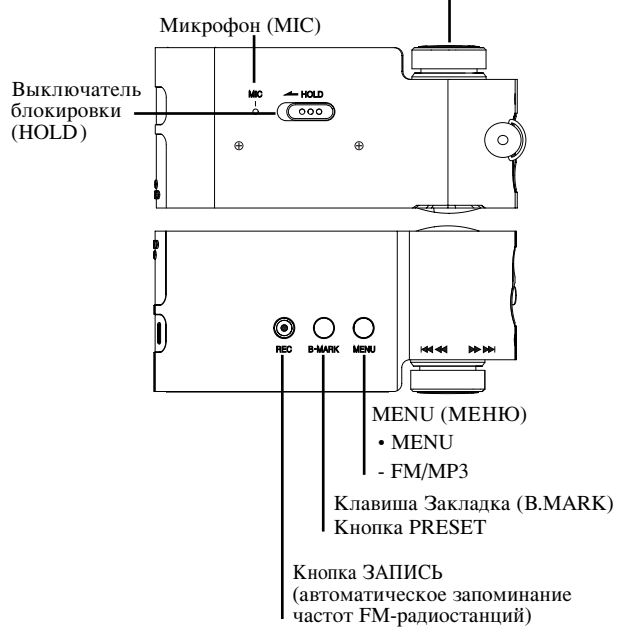 Микрофон (MIC)
Выключатель
блокировки
(HOLD)
MIC
HOLD
REC
B-MARK
MENU
MENU (МЕНЮ)
• MENU
- FM/MP3
Клавиша Закладка (B.MARK)
Кнопка PRESET
Кнопка ЗАПИСЬ
(автоматическое запоминание
частот FM-радиостанций)